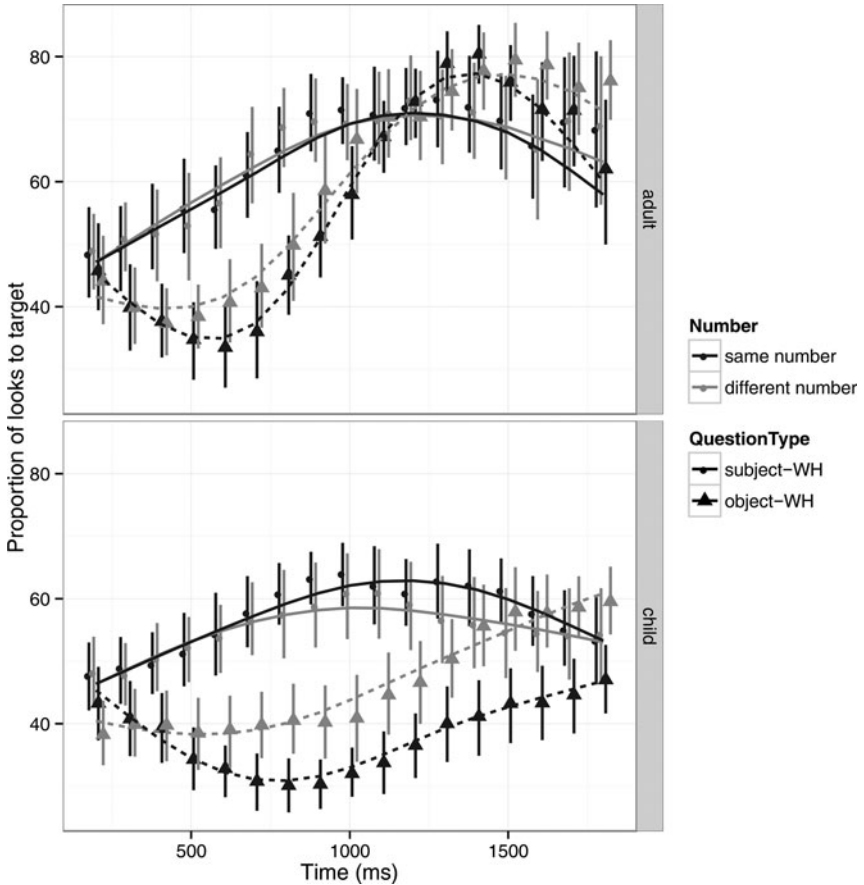 Proportion of looks to target
80
60
40
adult
80
60
40
child
500
1000
1500
Time (ms)
Number
same number
different number
QuestionType
subject-WH
object-WH